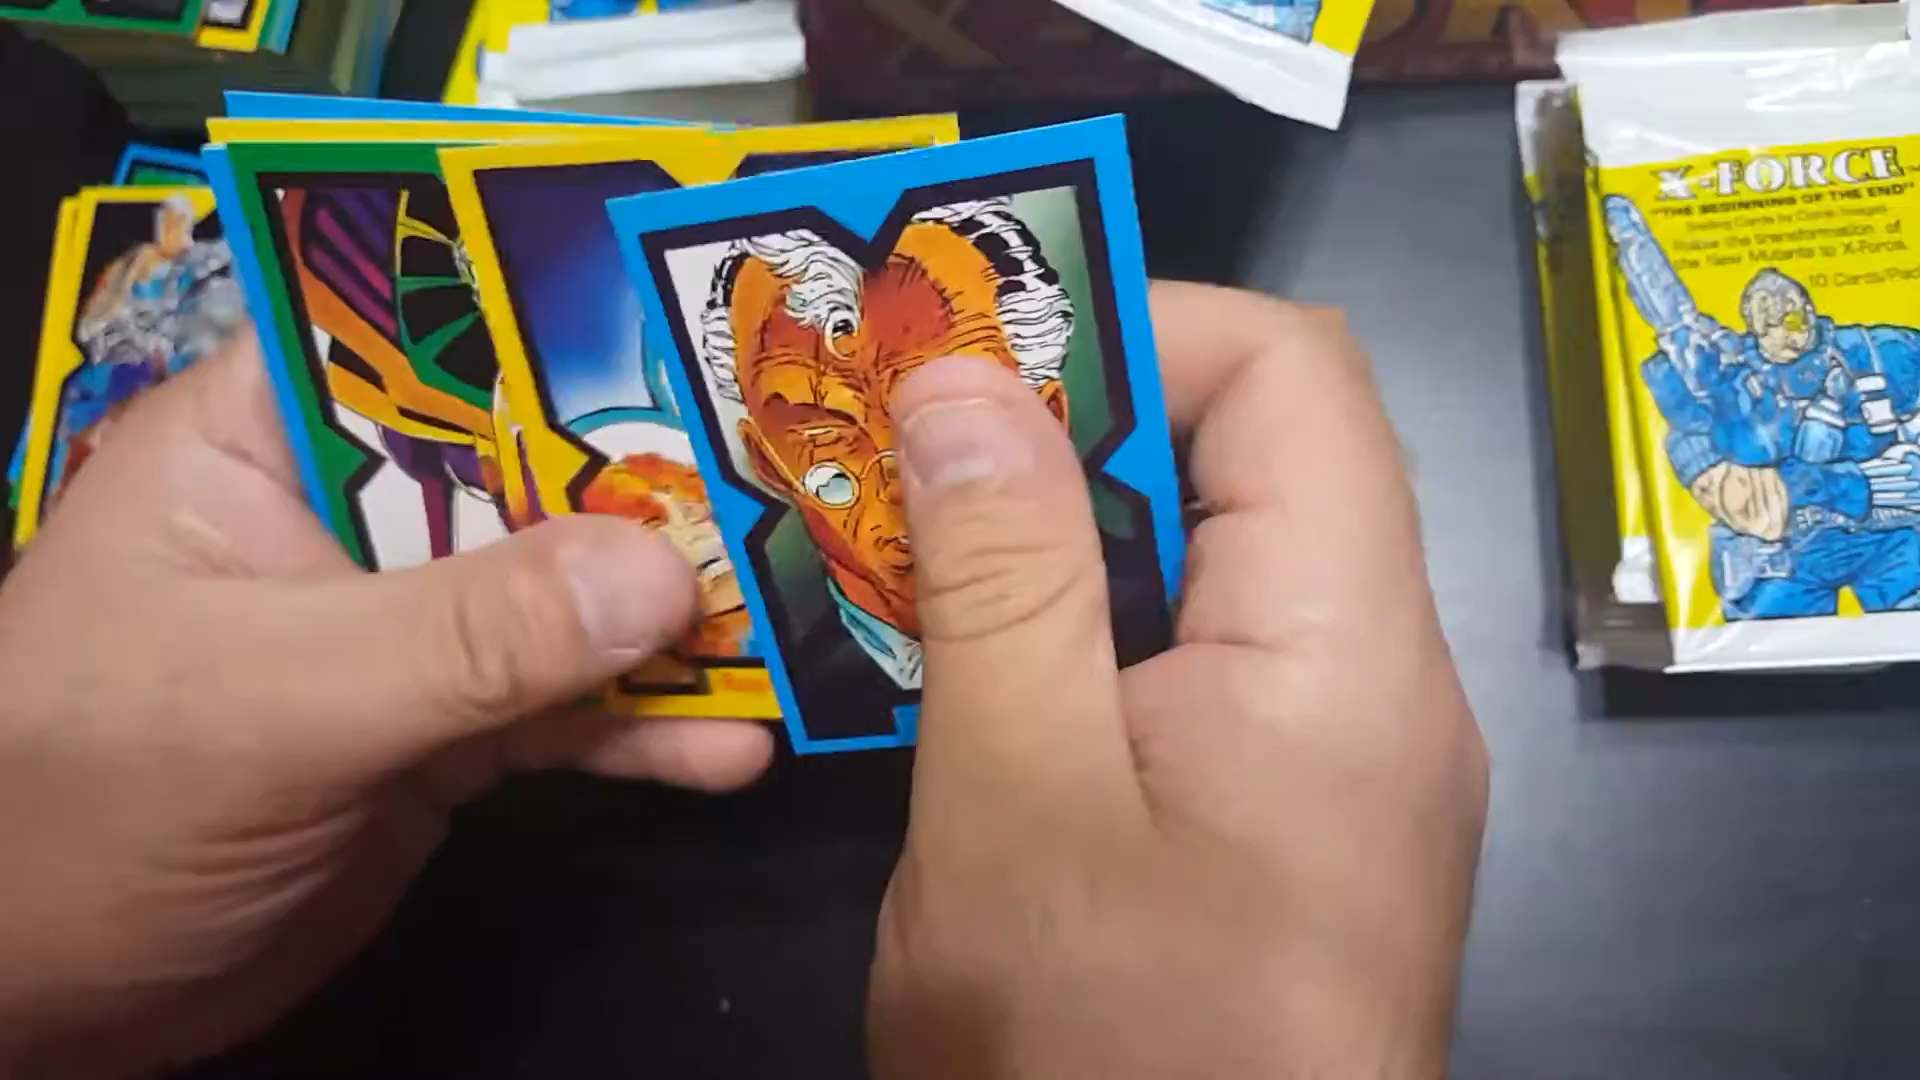 X-FORCE™
"THE BEGINNING OF THE END"
Trading Cards by Comic Images
Follow the transformation of
the New Mutants to X-Force.
10 Cards/Pack